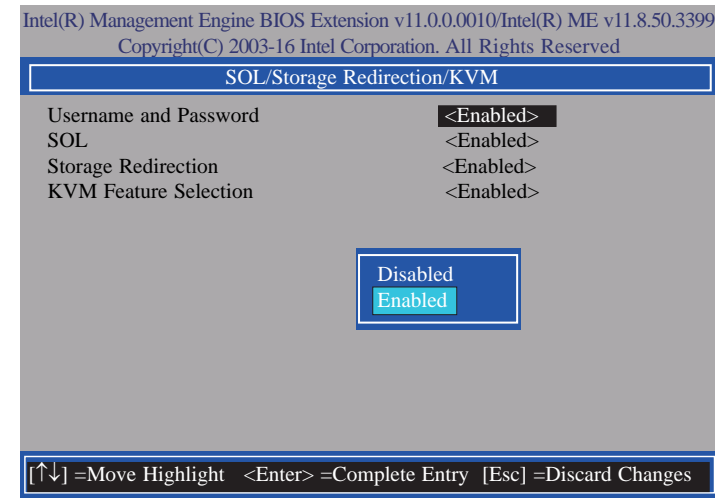 Intel(R) Management Engine BIOS Extension v11.0.0.0010/Intel(R) ME v11.8.50.3399
Copyright(C) 2003-16 Intel Corporation. All Rights Reserved
SOL/Storage Redirection/KVM
Username and Password <Enabled>
SOL <Enabled>
Storage Redirection <Enabled>
KVM Feature Selection <Enabled>
Disabled
Enabled
[↑↓] =Move Highlight <Enter> =Complete Entry [Esc] =Discard Changes